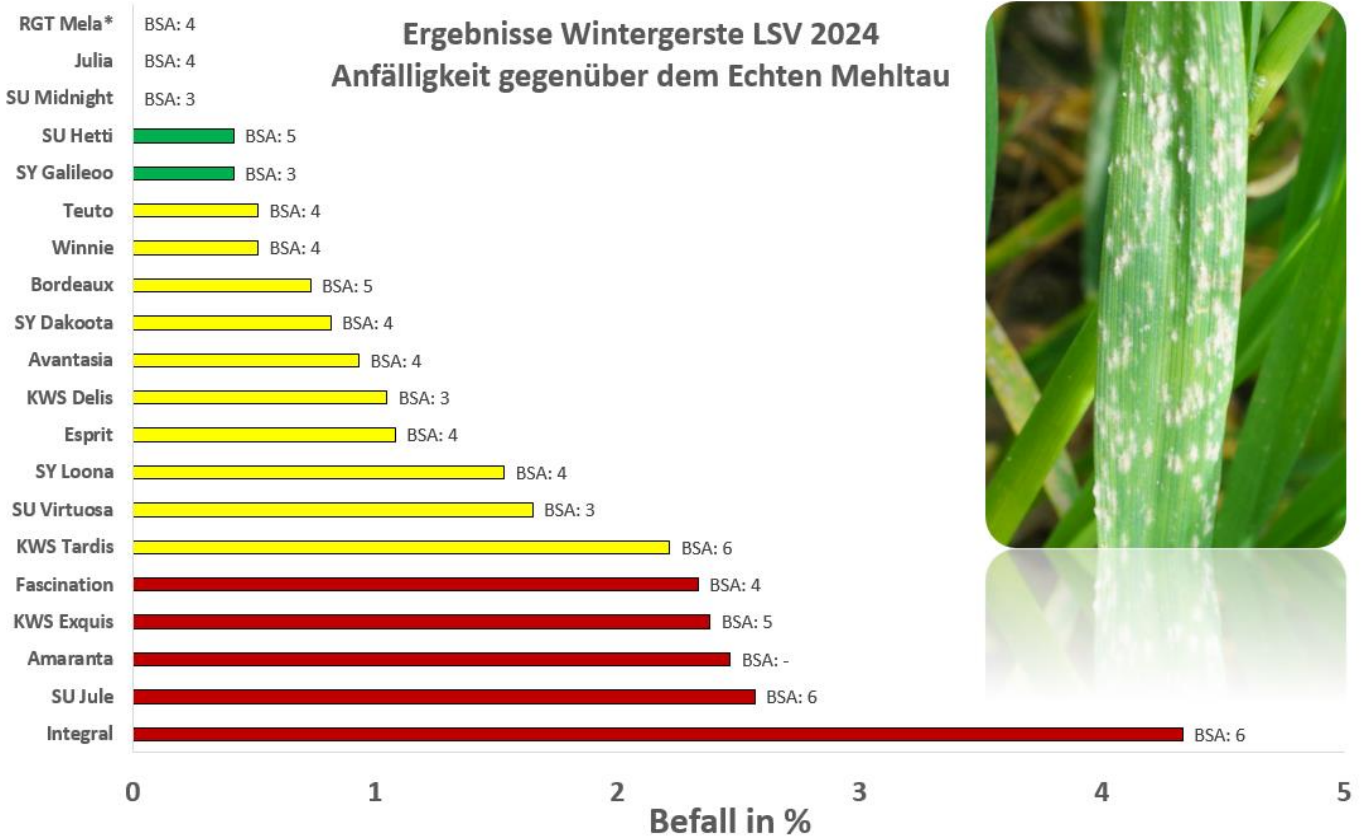 Ergebnisse Wintergerste LSV 2024
Anfälligkeit gegenüber dem Echten Mehltau
RGT Mela* BSA: 4
Julia BSA: 4
SU Midnight BSA: 3
SU Hetti BSA: 5
SY Galileoo BSA: 3
Teuto BSA: 4
Winnie BSA: 4
Bordeaux BSA: 5
SY Dakoota BSA: 4
Avantasia BSA: 4
KWS Delis BSA: 3
Esprit BSA: 4
SY Loona BSA: 4
SU Virtuosa BSA: 3
KWS Tardis BSA: 6
Fascination BSA: 4
KWS Exquis BSA: 5
Amaranta BSA: -
SU Jule BSA: 6
Integral BSA: 6
0 1 2 3 4 5
Befall in %